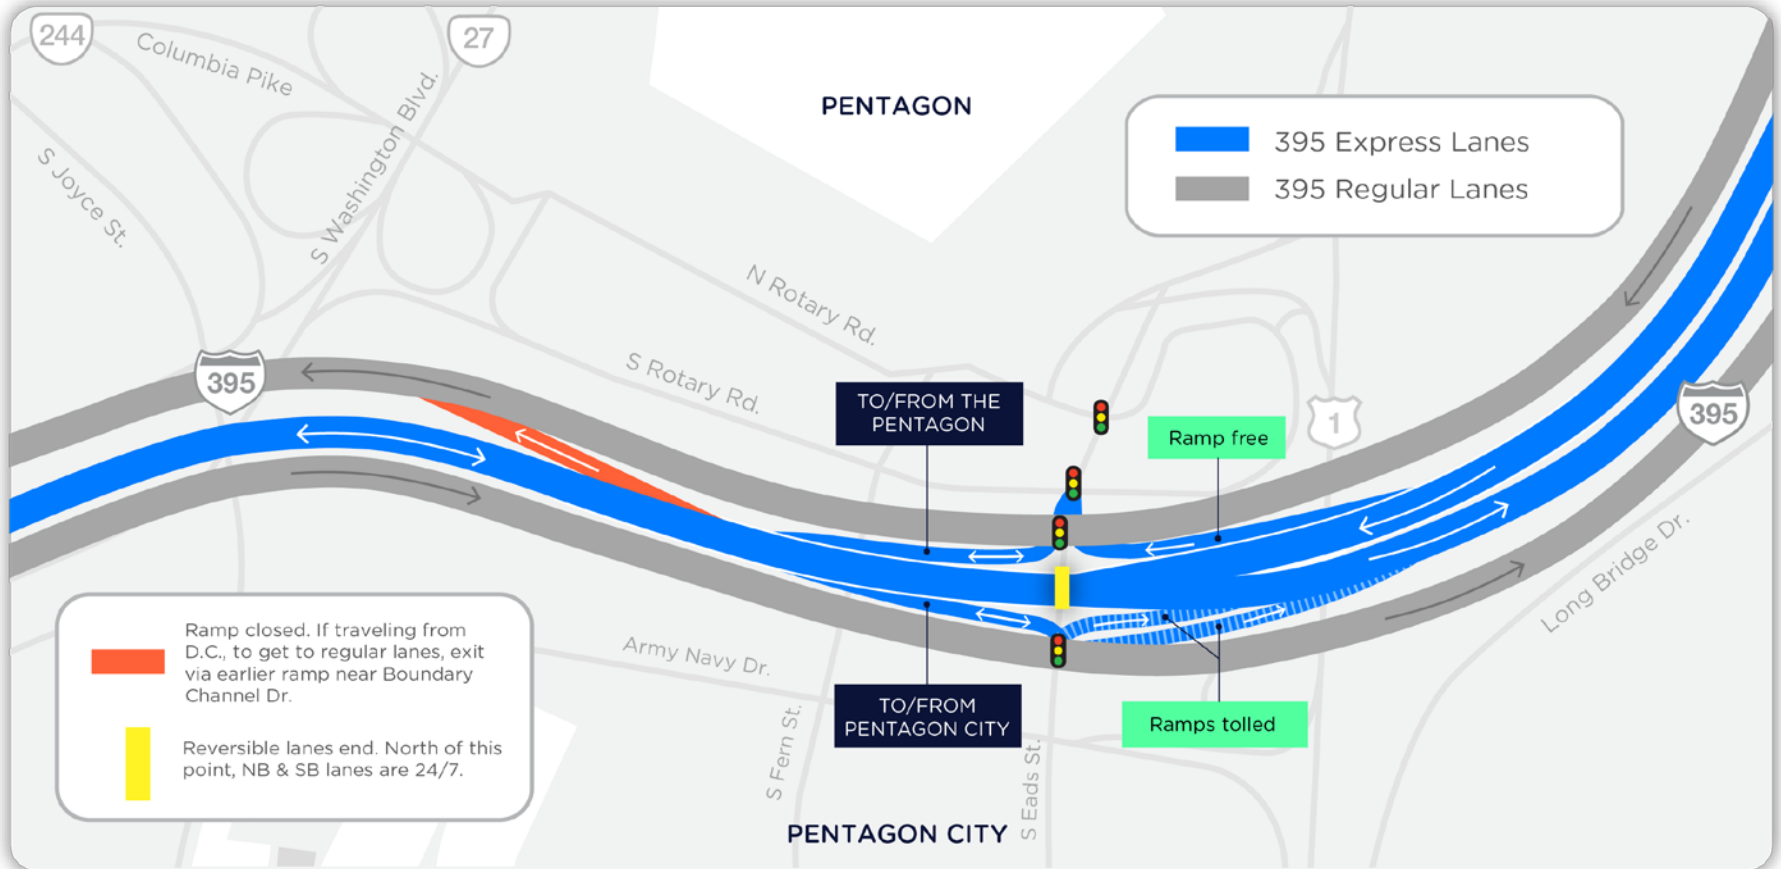 244
Columbia Pike
27
S Washington Blvd.
S Joyce St.
PENTAGON
395 Express Lanes
395 Regular Lanes
N Rotary Rd.
S Rotary Rd.
395
TO/FROM THE
PENTAGON
Ramp free
1
395
Long Bridge Dr.
Ramp closed. If traveling from
D.C., to get to regular lanes, exit
via earlier ramp near Boundary
Channel Dr.
Reversible lanes end. North of this
point, NB & SB lanes are 24/7.
Army Navy Dr.
TO/FROM
PENTAGON CITY
Ramps tolled
S Fern St.
S Eads St.
PENTAGON CITY